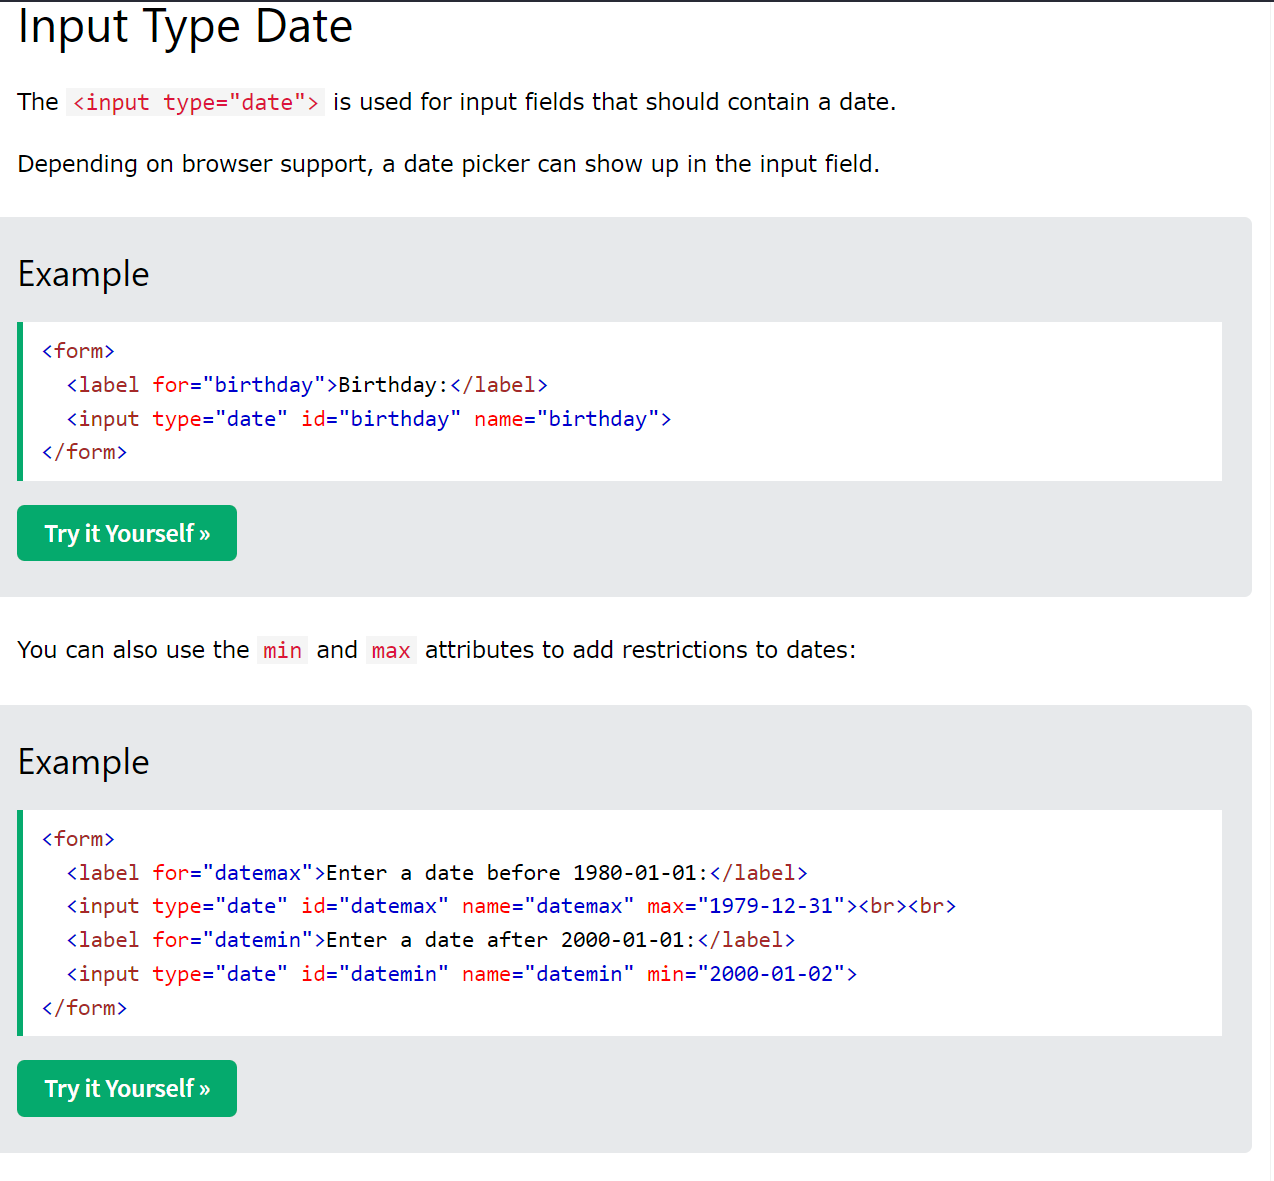 Input Type Date
The <input type="date"> is used for input fields that should contain a date.
Depending on browser support, a date picker can show up in the input field.
Example
<form>
  <label for="birthday">Birthday:</label>
  <input type="date" id="birthday" name="birthday">
</form>
Try it Yourself »
You can also use the min and max attributes to add restrictions to dates:
Example
<form>
  <label for="datemax">Enter a date before 1980-01-01:</label>
  <input type="date" id="datemax" name="datemax" max="1979-12-31"><br><br>
  <label for="datemin">Enter a date after 2000-01-01:</label>
  <input type="date" id="datemin" name="datemin" min="2000-01-02">
</form>
Try it Yourself »